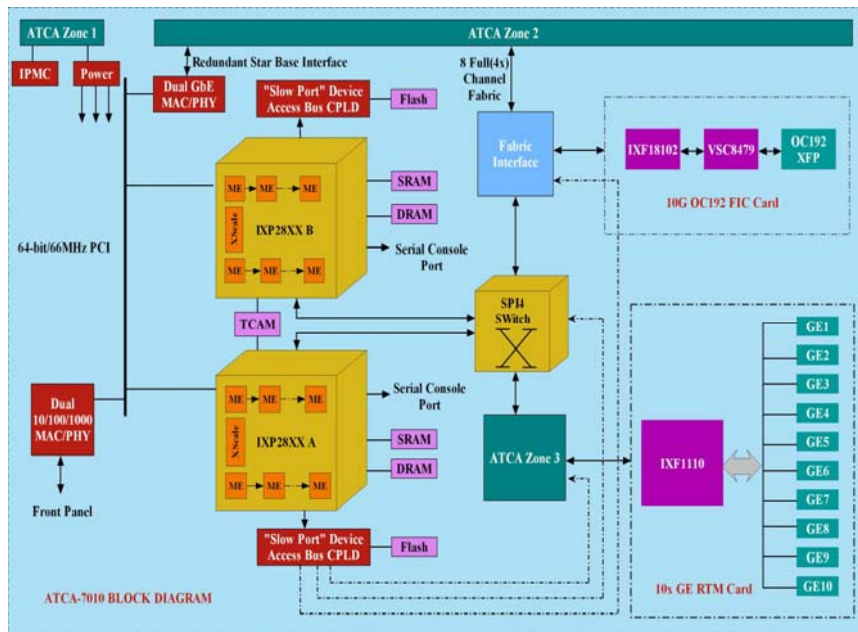 ATCA Zone 1
ATCA Zone 2
IPMC
Power
Redundant Star Base Interface
Dual GbE
MAC/PHY
"Slow Port" Device
Access Bus CPLD
Flash
8 Full(4x)
Channel
Fabric
Fabric
Interface
IXF18102
VSC8479
OC192
XFP
10G OC192 FIC Card
64-bit/66MHz PCI
ME
ME
ME
XScale
IXP28XX B
ME
ME
ME
SRAM
DRAM
Serial Console
Port
TCAM
SPI4
SWitch
Dual
10/100/1000
MAC/PHY
Front Panel
ME
ME
ME
XScale
IXP28XX A
ME
ME
ME
Serial Console
Port
SRAM
DRAM
"Slow Port" Device
Access Bus CPLD
Flash
ATCA Zone 3
IXF1110
GE1
GE2
GE3
GE4
GE5
GE6
GE7
GE8
GE9
GE10
10x GE RTM Card
ATCA-7010 BLOCK DIAGRAM